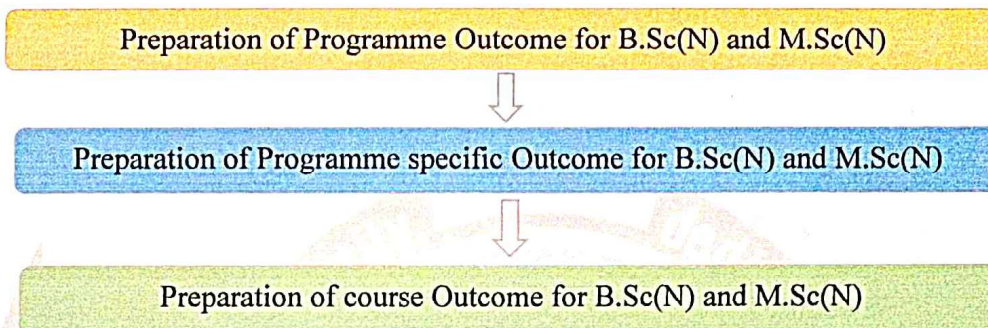 Preparation of Programme Outcome for B.Sc(N) and M.Sc(N)
Preparation of Programme specific Outcome for B.Sc(N) and M.Sc(N)
Preparation of course Outcome for B.Sc(N) and M.Sc(N)